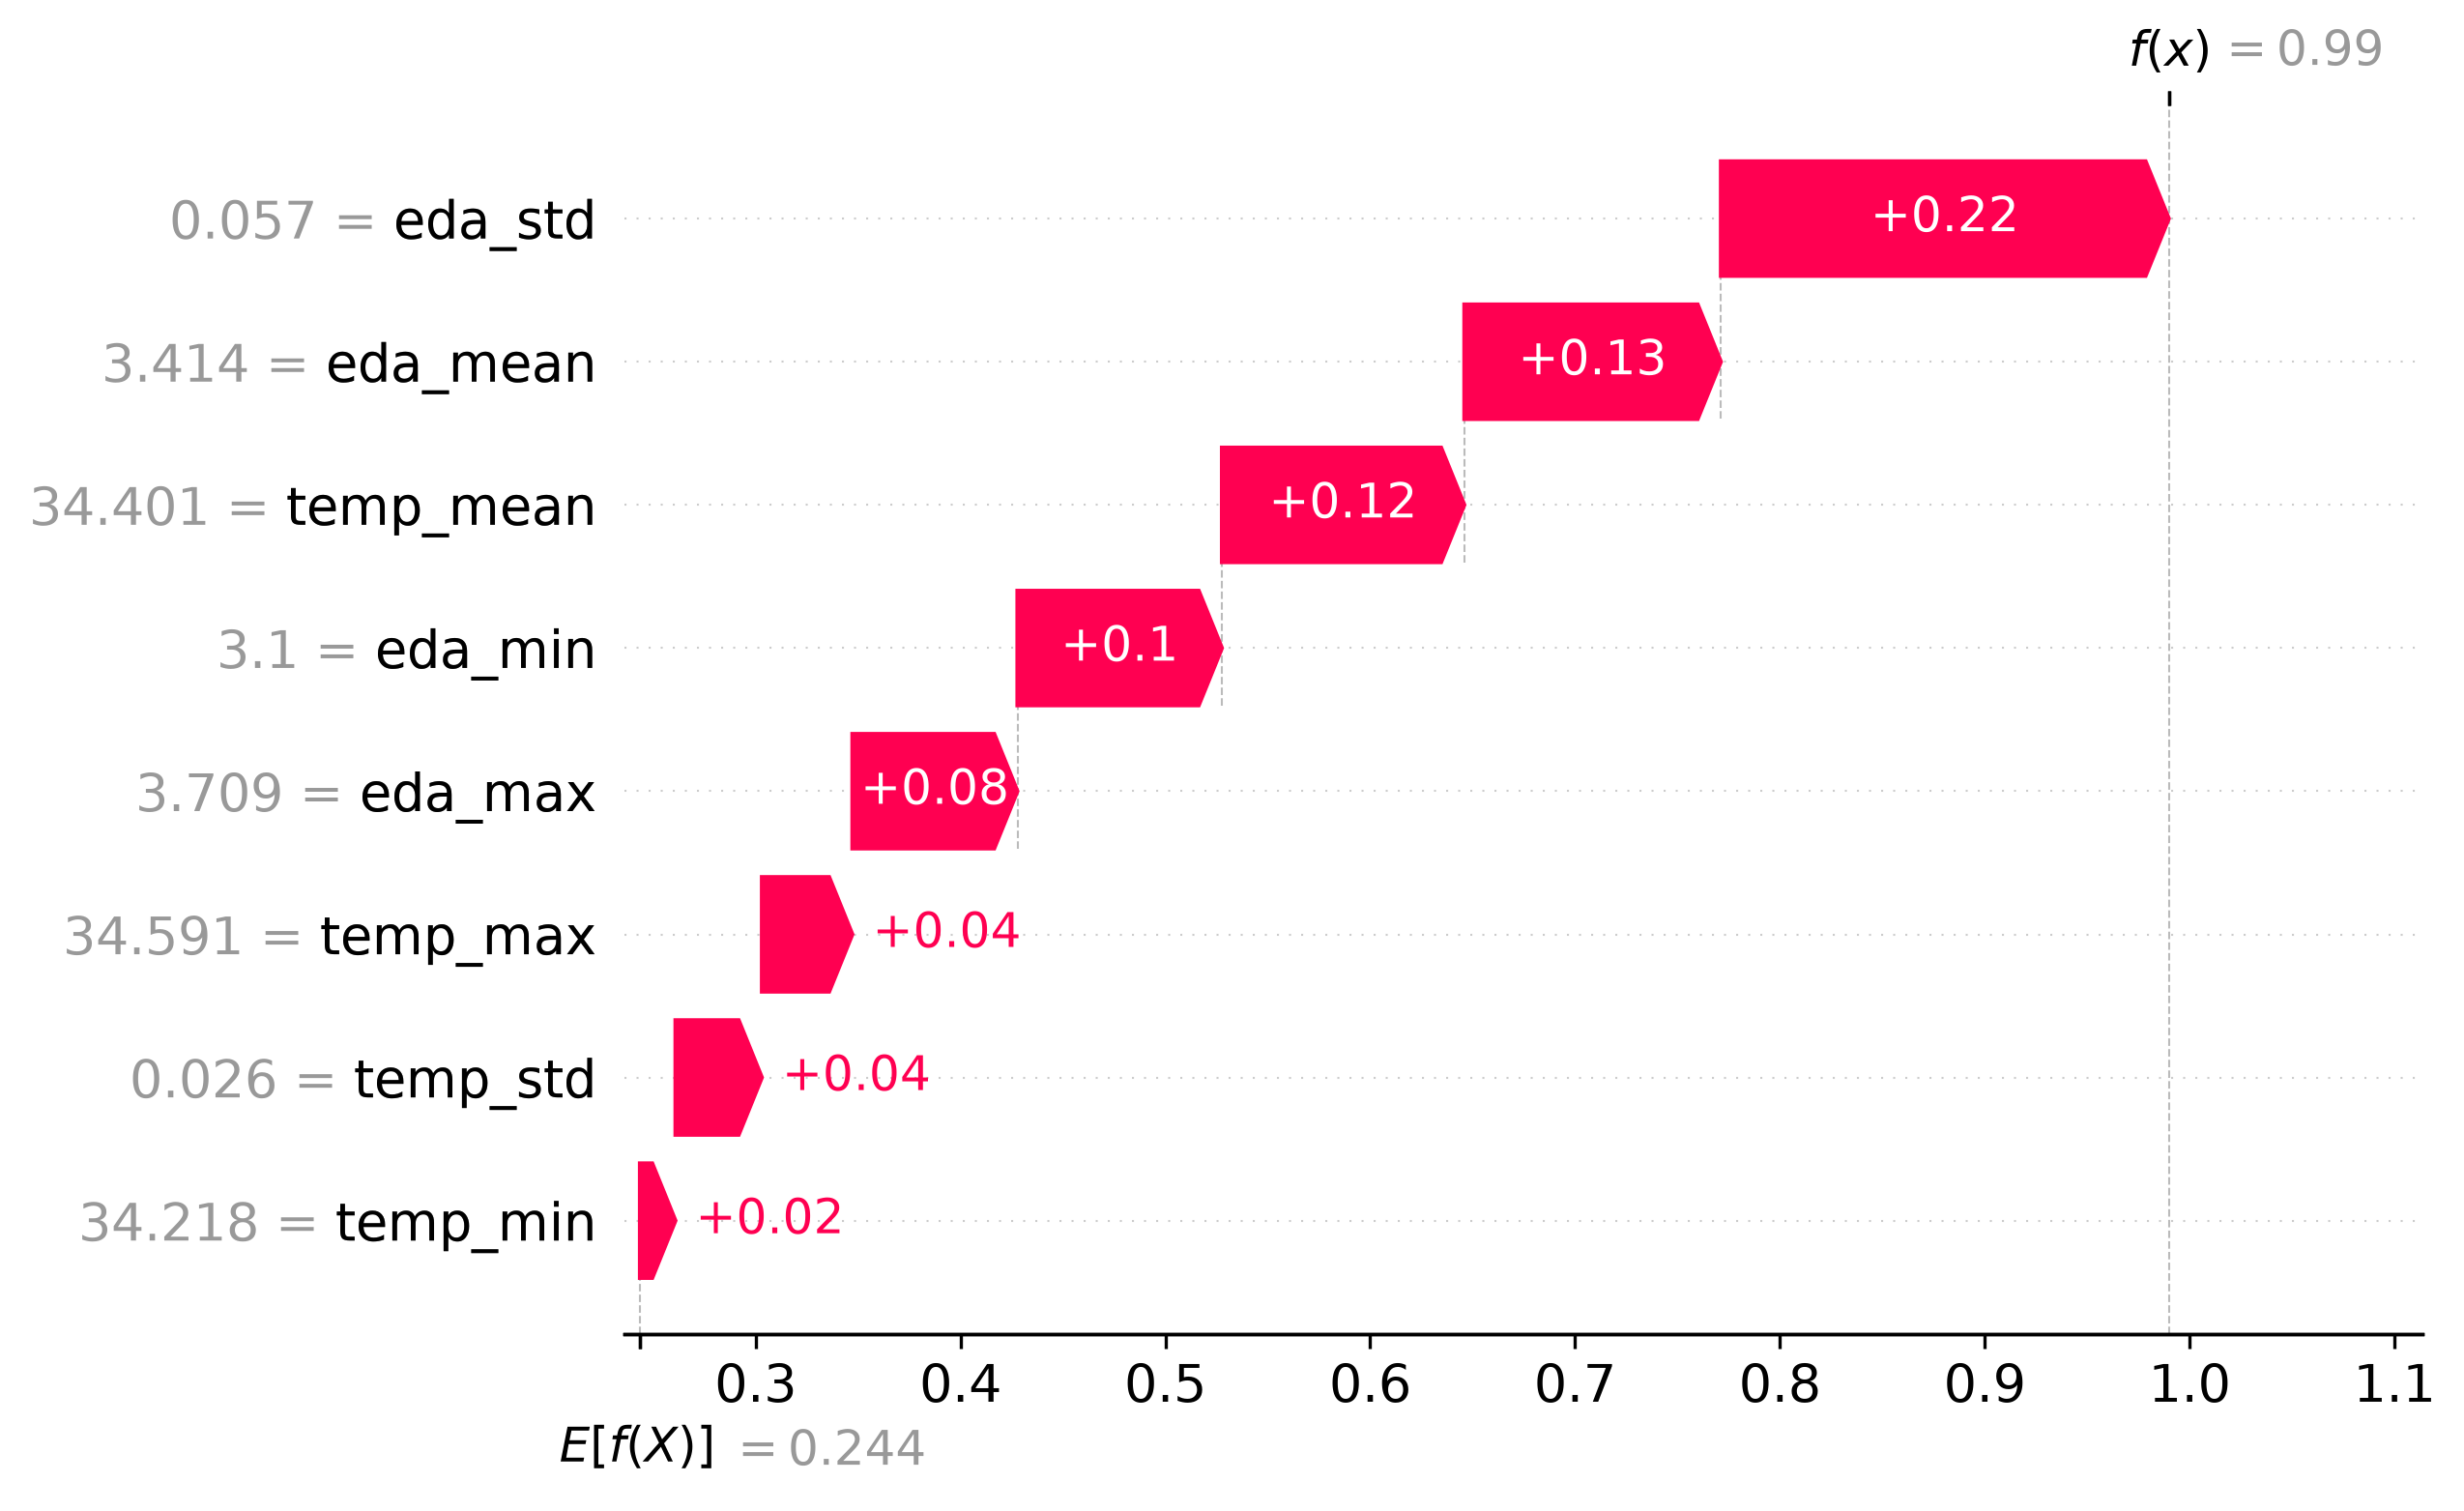 f(x) = 0.99
0.057 = eda_std +0.22
3.414 = eda_mean +0.13
34.401 = temp_mean +0.12
3.1 = eda_min +0.1
3.709 = eda_max +0.08
34.591 = temp_max +0.04
0.026 = temp_std +0.04
34.218 = temp_min +0.02
0.3 0.4 0.5 0.6 0.7 0.8 0.9 1.0 1.1
E[f(X)] = 0.244